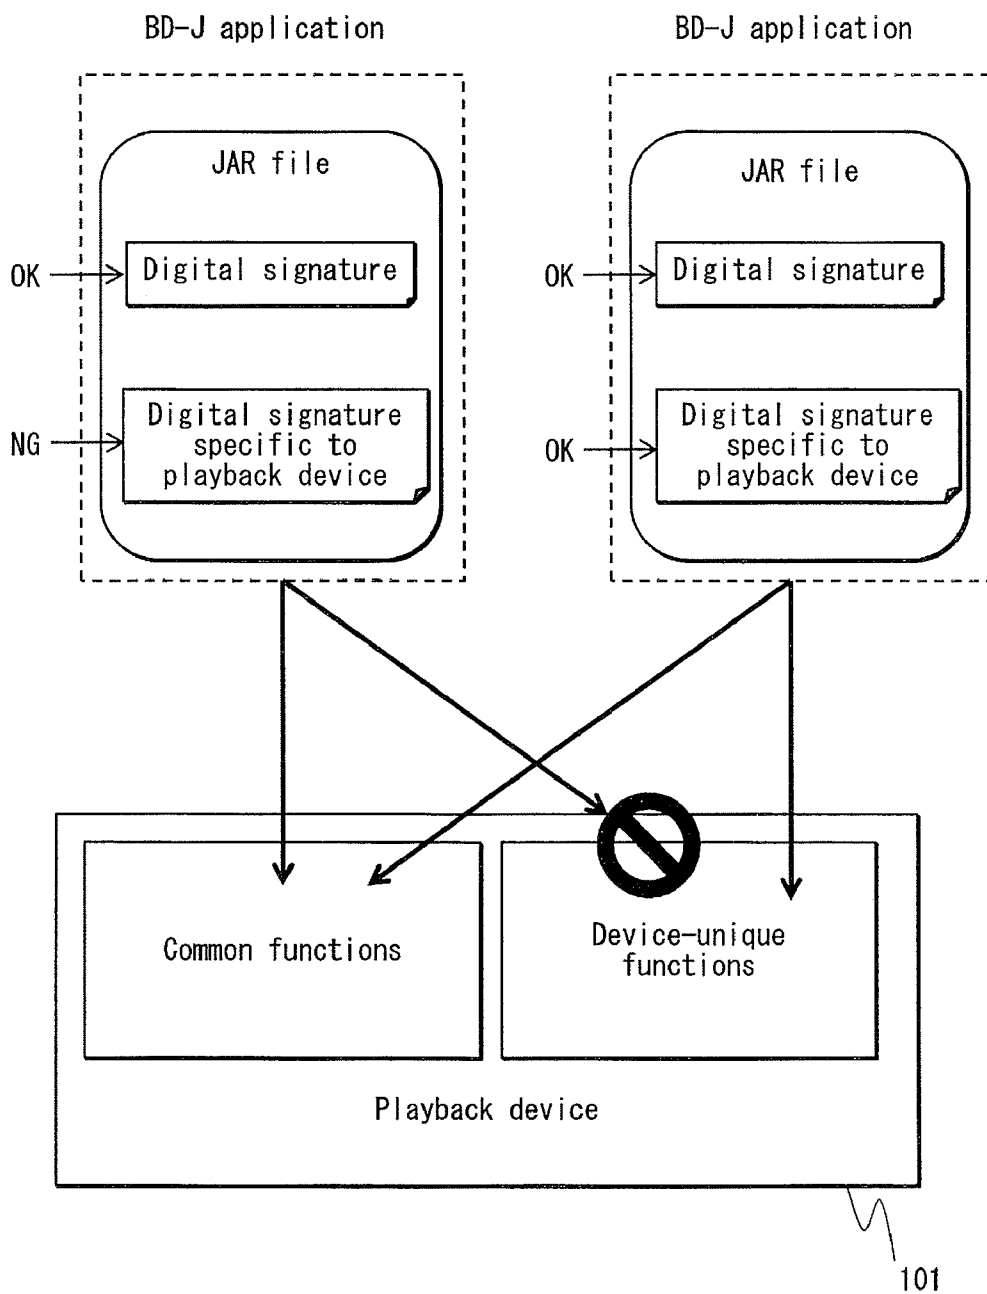 BD-J application
BD-J application
JAR file
JAR file
OK
Digital signature
OK
Digital signature
NG
Digital signature
specific to
playback device
OK
Digital signature
specific to
playback device
Common functions
Device-unique
functions
Playback device
101